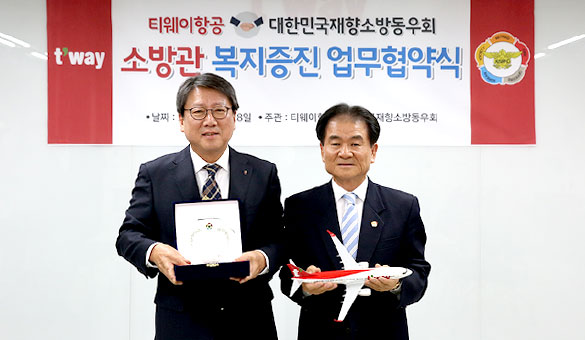 티웨이항공 대한민국재향소방동우회
t'way
소방관 복지증진 업무협약식
•날짜 : 8일 •주관 : 티웨이항 재향소방동우회